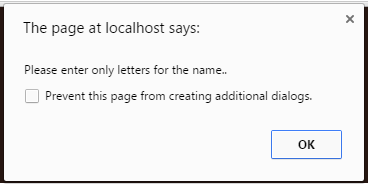 The page at localhost says:
Please enter only letters for the name..
Prevent this page from creating additional dialogs.
OK